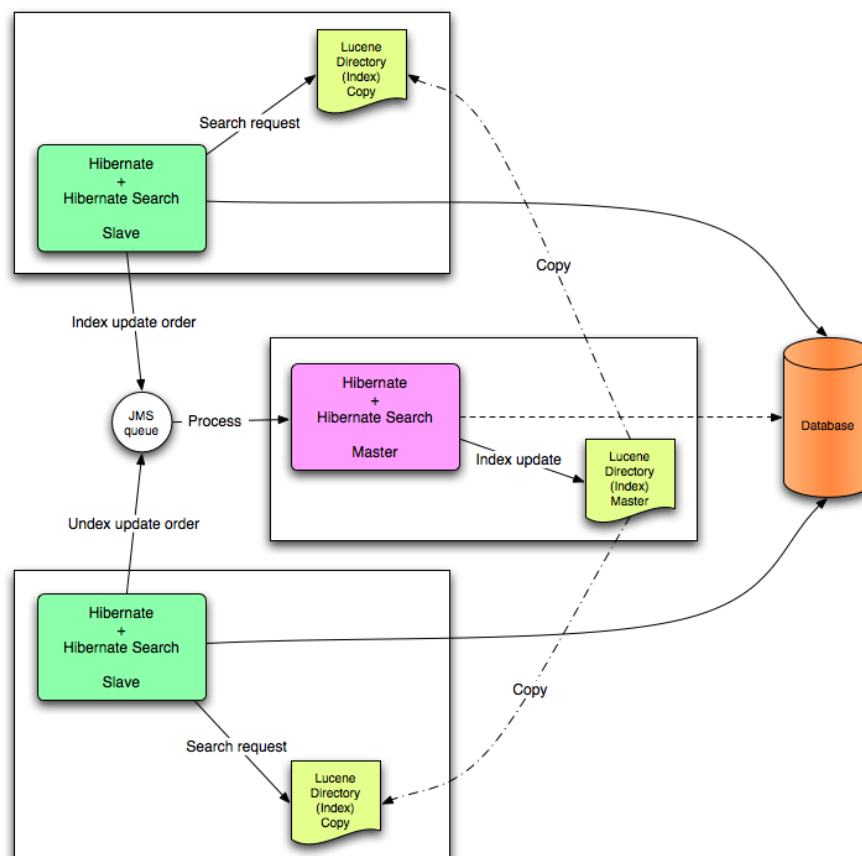 Lucene
Directory
(Index)
Copy
Search request
Hibernate
+
Hibernate Search
Slave
Copy
Index update order
JMS
queue
Process
Hibernate
+
Hibernate Search
Master
Index update
Lucene
Directory
(Index)
Master
Database
Undex update order
Hibernate
+
Hibernate Search
Slave
Copy
Search request
Lucene
Directory
(Index)
Copy